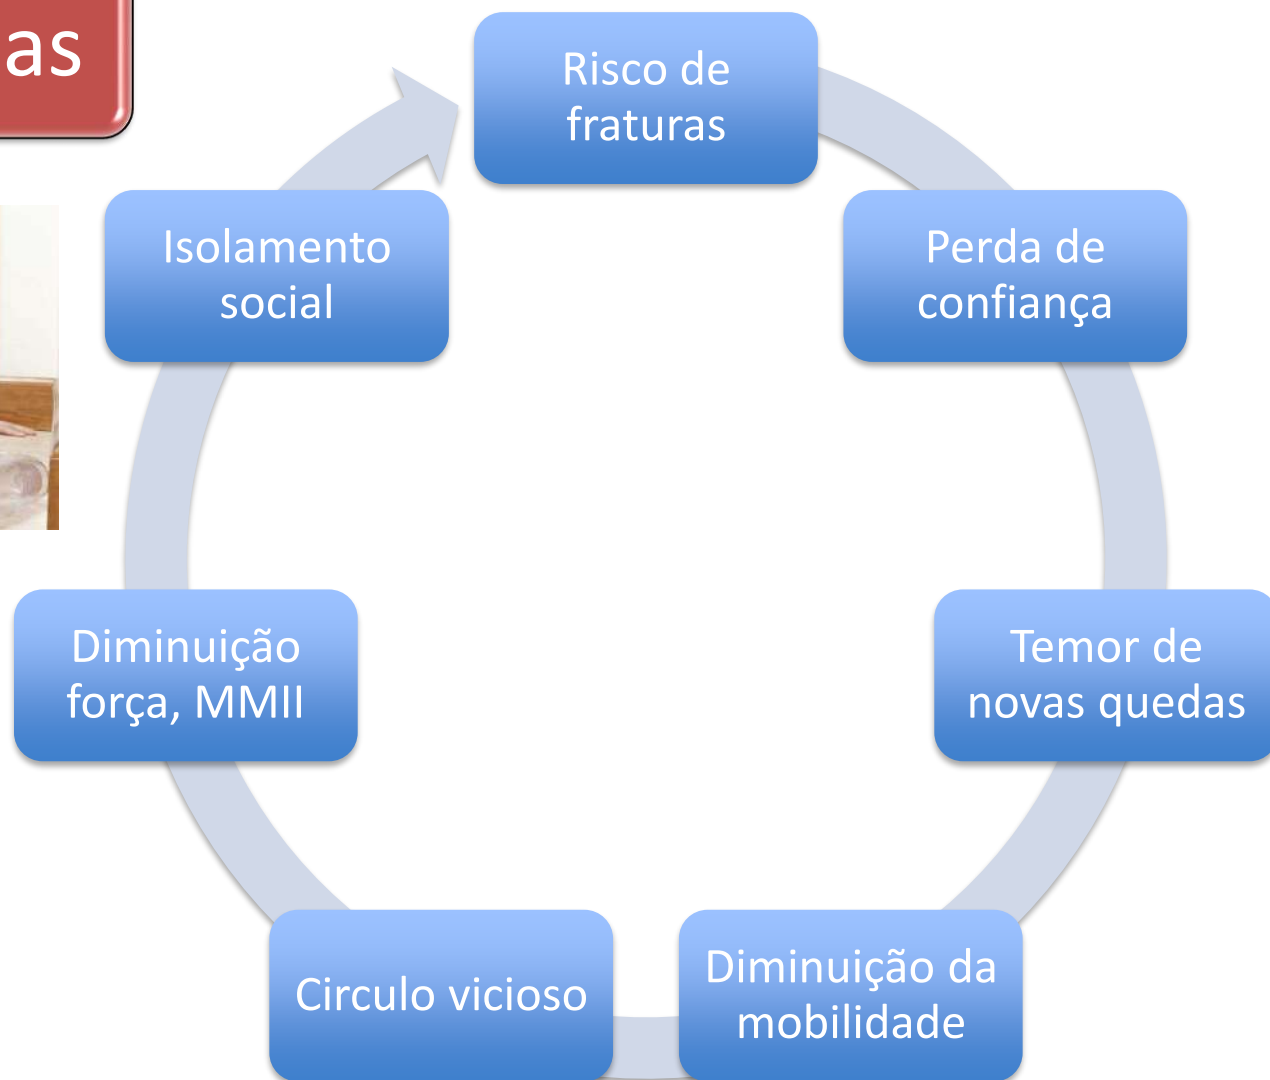 as
Risco de
fraturas
Perda de
confiança
Temor de
novas quedas
Diminuição da
mobilidade
Circulo vicioso
Diminuição
força, MMII
Isolamento
social